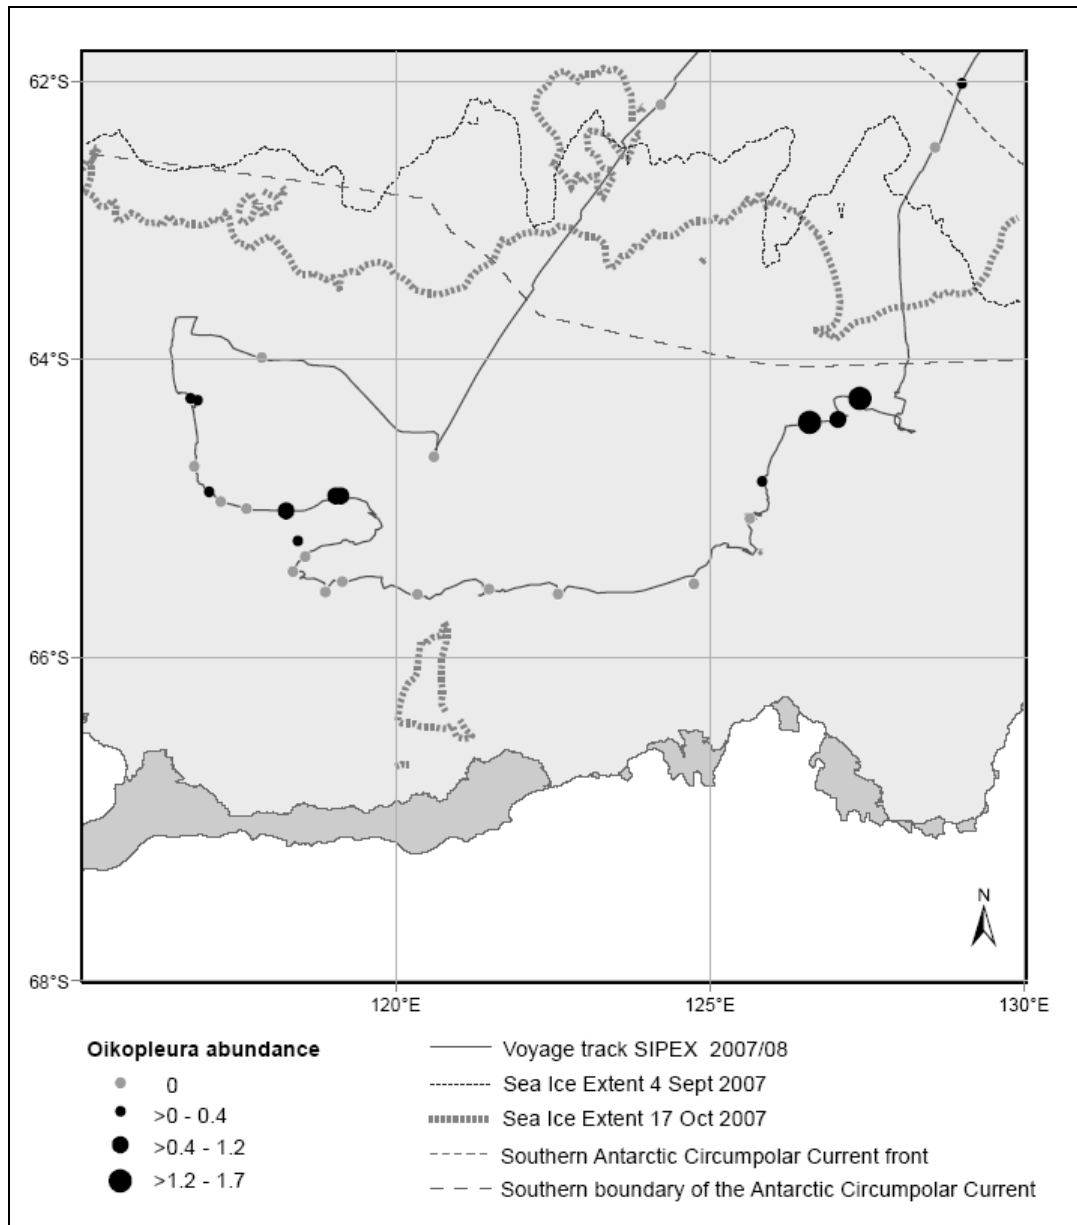 62°S
64°S
66°S
68°S
N
120°E
125°E
130°E
Oikopleura abundance
0
>0 - 0.4
>0.4 - 1.2
>1.2 - 1.7
Voyage track SIPEX 2007/08
Sea Ice Extent 4 Sept 2007
Sea Ice Extent 17 Oct 2007
Southern Antarctic Circumpolar Current front
Southern boundary of the Antarctic Circumpolar Current